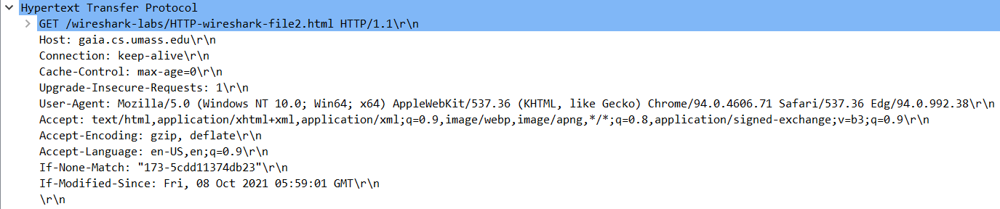 Hypertext Transfer Protocol
GET /wireshark-labs/HTTP-wireshark-file2.html HTTP/1.1\r\n
Host: gaia.cs.umass.edu\r\n
Connection: keep-alive\r\n
Cache-Control: max-age=0\r\n
Upgrade-Insecure-Requests: 1\r\n
User-Agent: Mozilla/5.0 (Windows NT 10.0; Win64; x64) AppleWebKit/537.36 (KHTML, like Gecko) Chrome/94.0.4606.71 Safari/537.36 Edg/94.0.992.38\r\n
Accept: text/html,application/xhtml+xml,application/xml;q=0.9,image/webp,image/apng,*/*;q=0.8,application/signed-exchange;v=b3;q=0.9\r\n
Accept-Encoding: gzip, deflate\r\n
Accept-Language: en-US,en;q=0.9\r\n
If-None-Match: "173-5cdd11374db23"\r\n
If-Modified-Since: Fri, 08 Oct 2021 05:59:01 GMT\r\n
\r\n